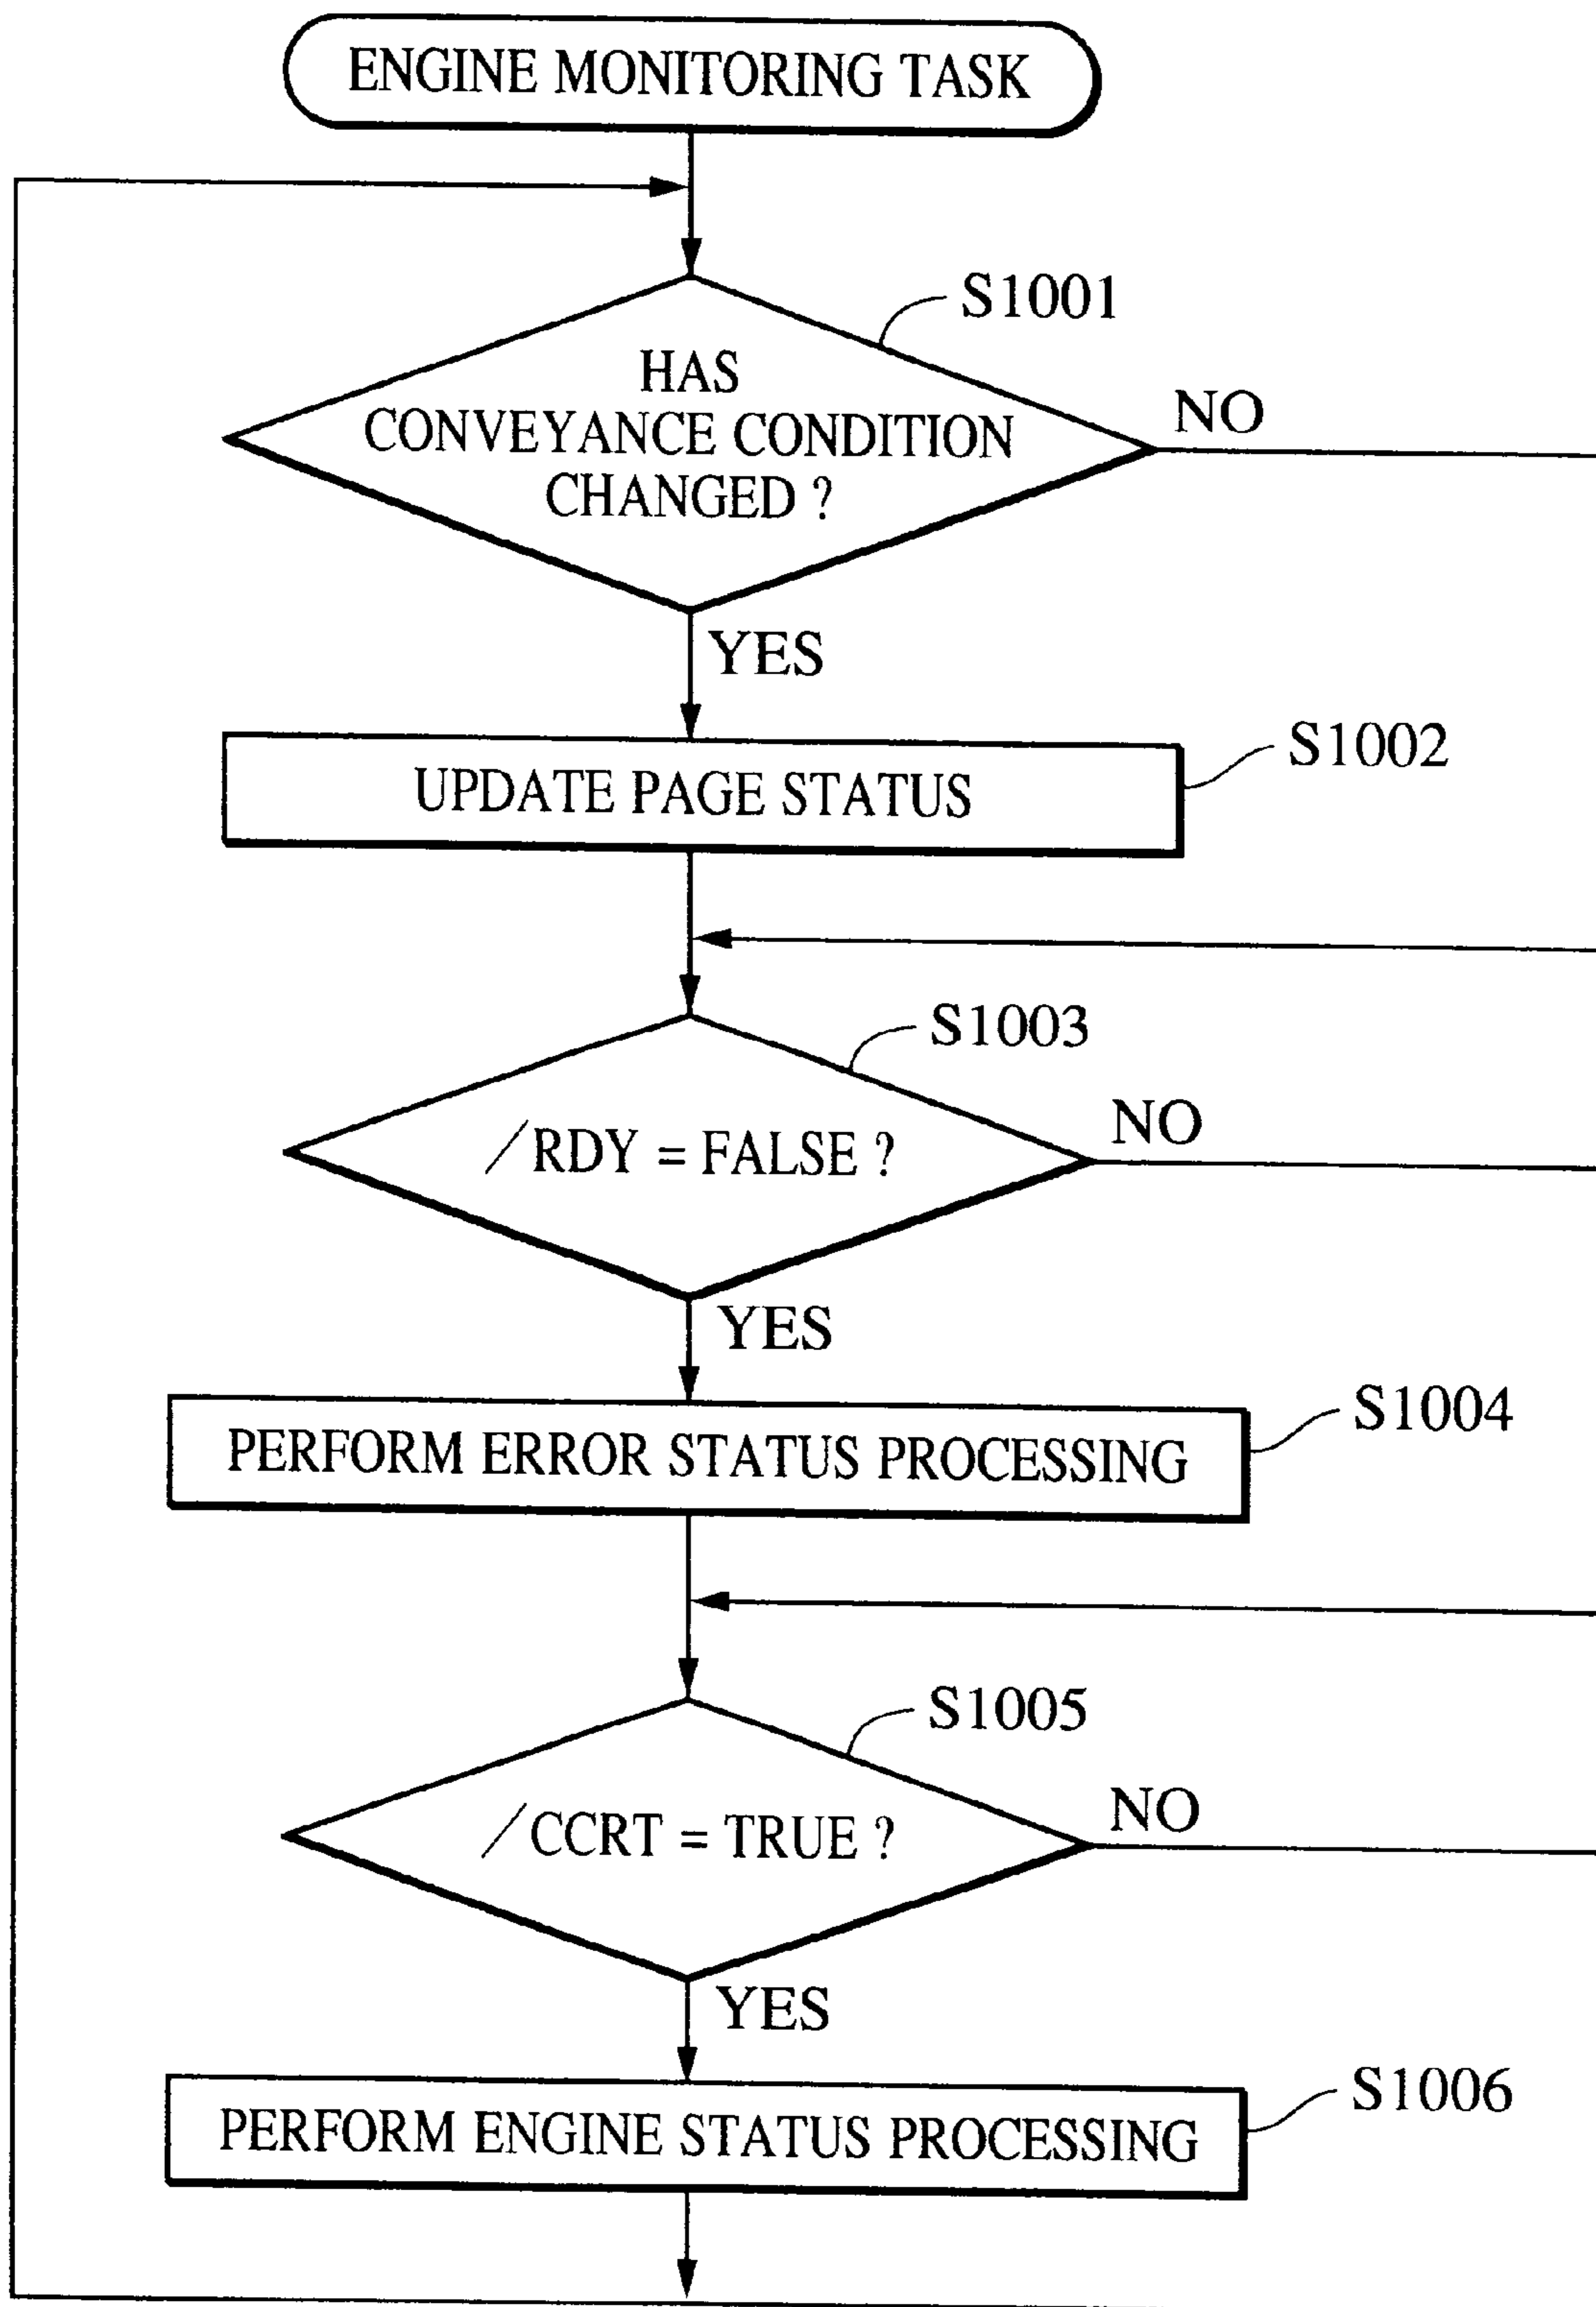 ENGINE MONITORING TASK
S1001
HAS
CONVEYANCE CONDITION
CHANGED ?
NO
YES
S1002
UPDATE PAGE STATUS
S1003
/RDY = FALSE ?
NO
YES
S1004
PERFORM ERROR STATUS PROCESSING
S1005
/CCRT = TRUE ?
NO
YES
S1006
PERFORM ENGINE STATUS PROCESSING